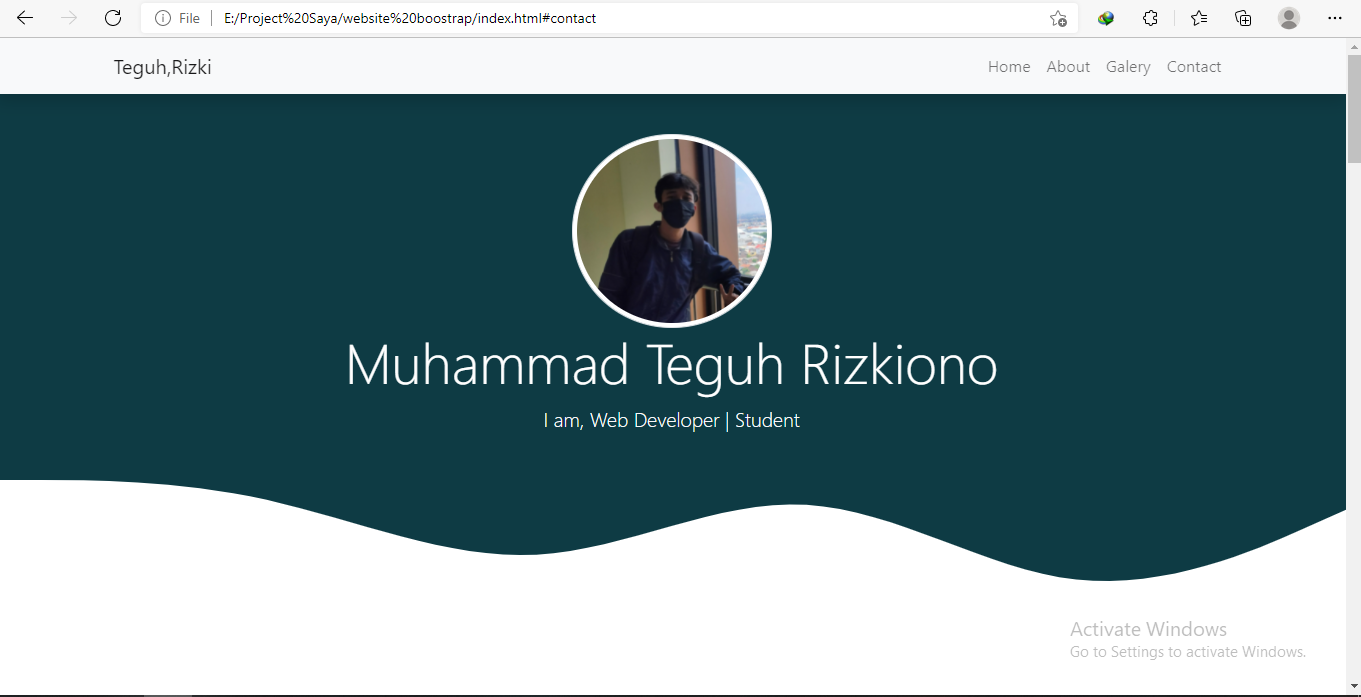 File
E:/Project%20Saya/website%20boostrap/index.html#contact
Teguh,Rizki
Home About Galery Contact
Muhammad Teguh Rizkiono
I am, Web Developer | Student
Activate Windows
Go to Settings to activate Windows.